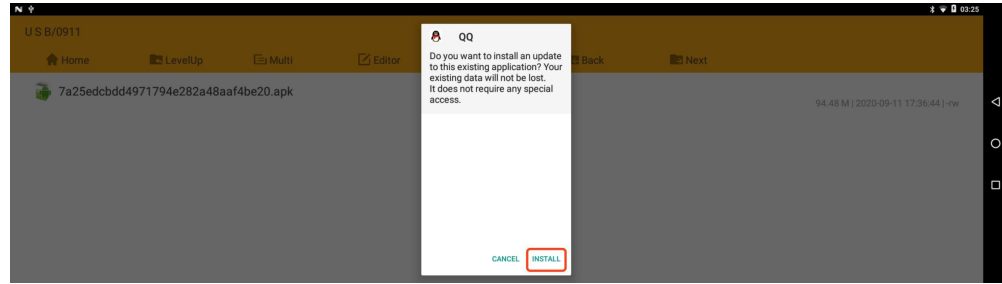 03:25
U S B/0911
Home LevelUp Multi Editor Back Next
7a25edcbdd4971794e282a48aaf4be20.apk
94.48 M | 2020-09-11 17:36:44 | -rw
QQ
Do you want to install an update
to this existing application? Your
existing data will not be lost.
It does not require any special
access.
CANCEL INSTALL